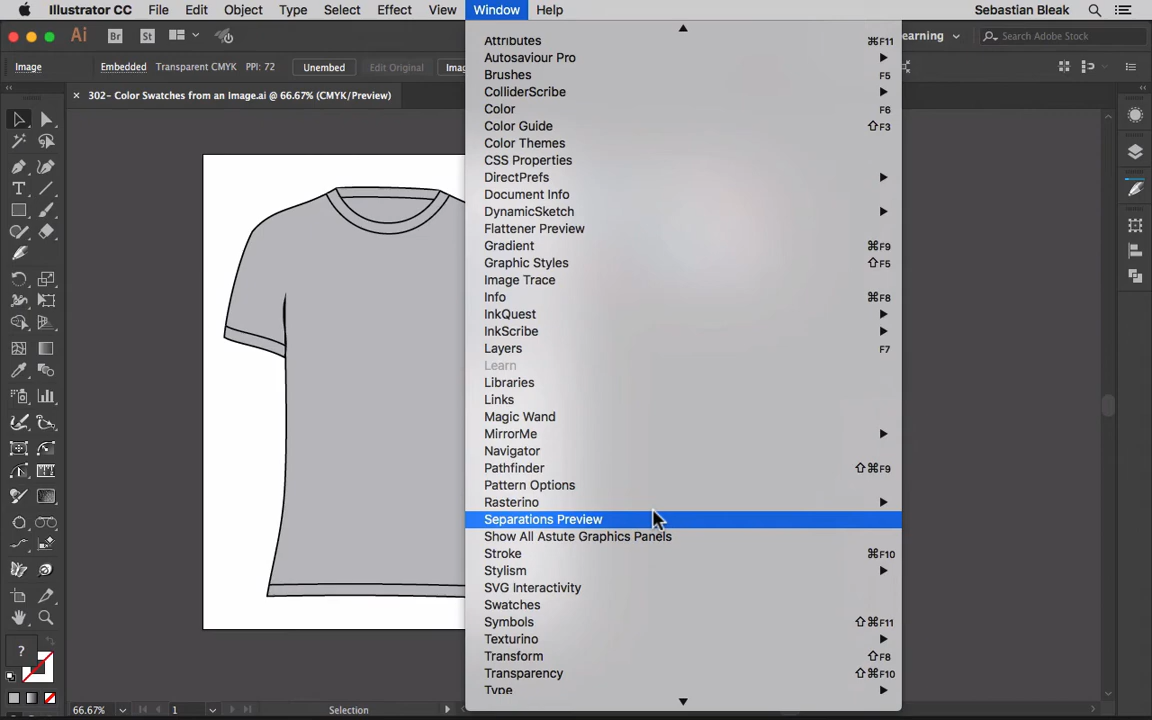 Illustrator CC File Edit Object Type Select Effect View Window Help Sebastian Bleak
Ai Br St earning Search Adobe Stock
Image Embedded Transparent CMYK PPI: 72 Unembed Edit Original Imag
× 302- Color Swatches from an Image.ai @ 66.67% (CMYK/Preview)
Attributes ⌘F11
Autosaviour Pro
Brushes F5
ColliderScribe
Color F6
Color Guide ⇧F3
Color Themes
CSS Properties
DirectPrefs
Document Info
DynamicSketch
Flattener Preview
Gradient ⌘F9
Graphic Styles ⇧F5
Image Trace
Info ⌘F8
InkQuest
InkScribe
Layers F7
Learn
Libraries
Links
Magic Wand
MirrorMe
Navigator
Pathfinder ⇧⌘F9
Pattern Options
Rasterino
Separations Preview
Show All Astute Graphics Panels
Stroke ⌘F10
Stylism
SVG Interactivity
Swatches
Symbols ⇧⌘F11
Texturino
Transform ⇧F8
Transparency ⇧⌘F10
Type
?
66.67% 1 Selection